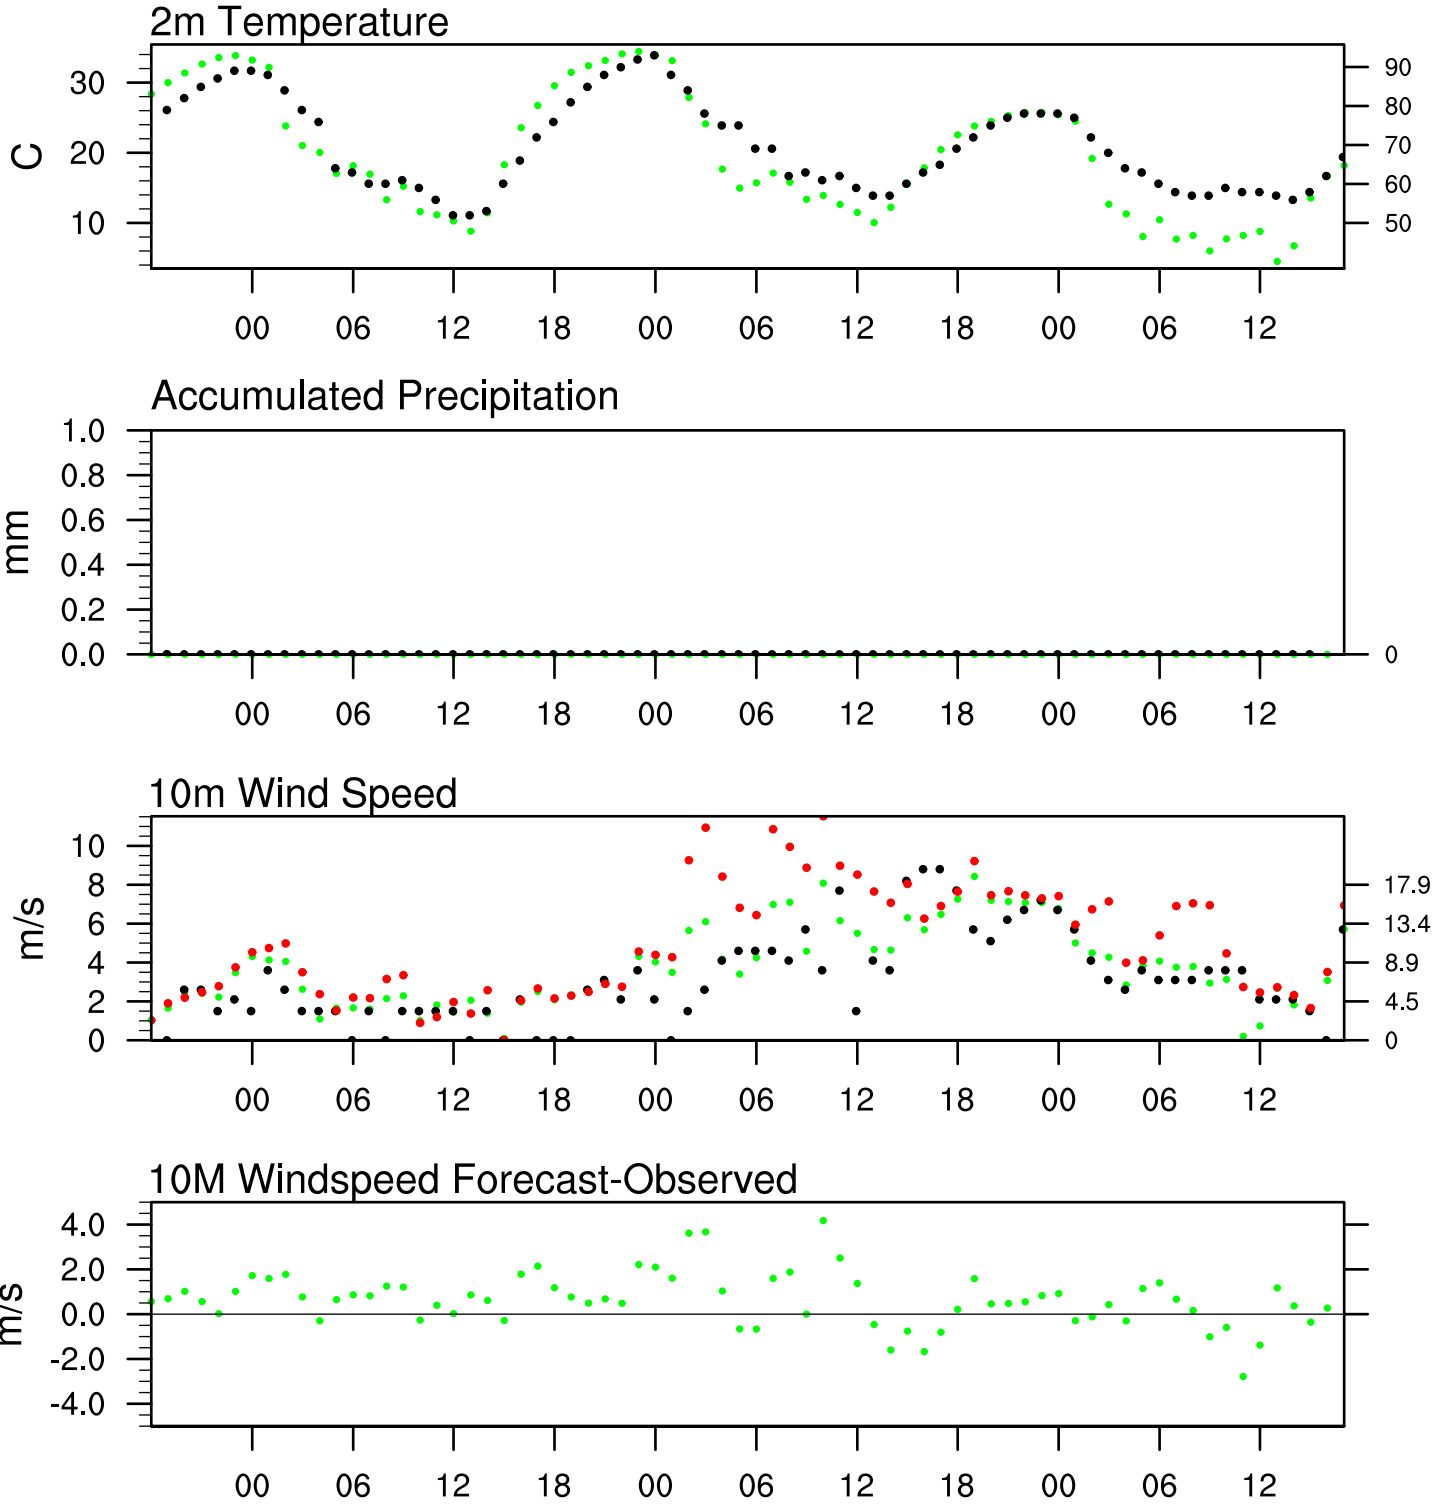 2m Temperature
C
30
20
10
90
80
70
60
50
00 06 12 18 00 06 12 18 00 06 12
Accumulated Precipitation
mm
1.0
0.8
0.6
0.4
0.2
0.0
0
00 06 12 18 00 06 12 18 00 06 12
10m Wind Speed
m/s
10
8
6
4
2
0
17.9
13.4
8.9
4.5
0
00 06 12 18 00 06 12 18 00 06 12
10M Windspeed Forecast-Observed
m/s
4.0
2.0
0.0
-2.0
-4.0
00 06 12 18 00 06 12 18 00 06 12